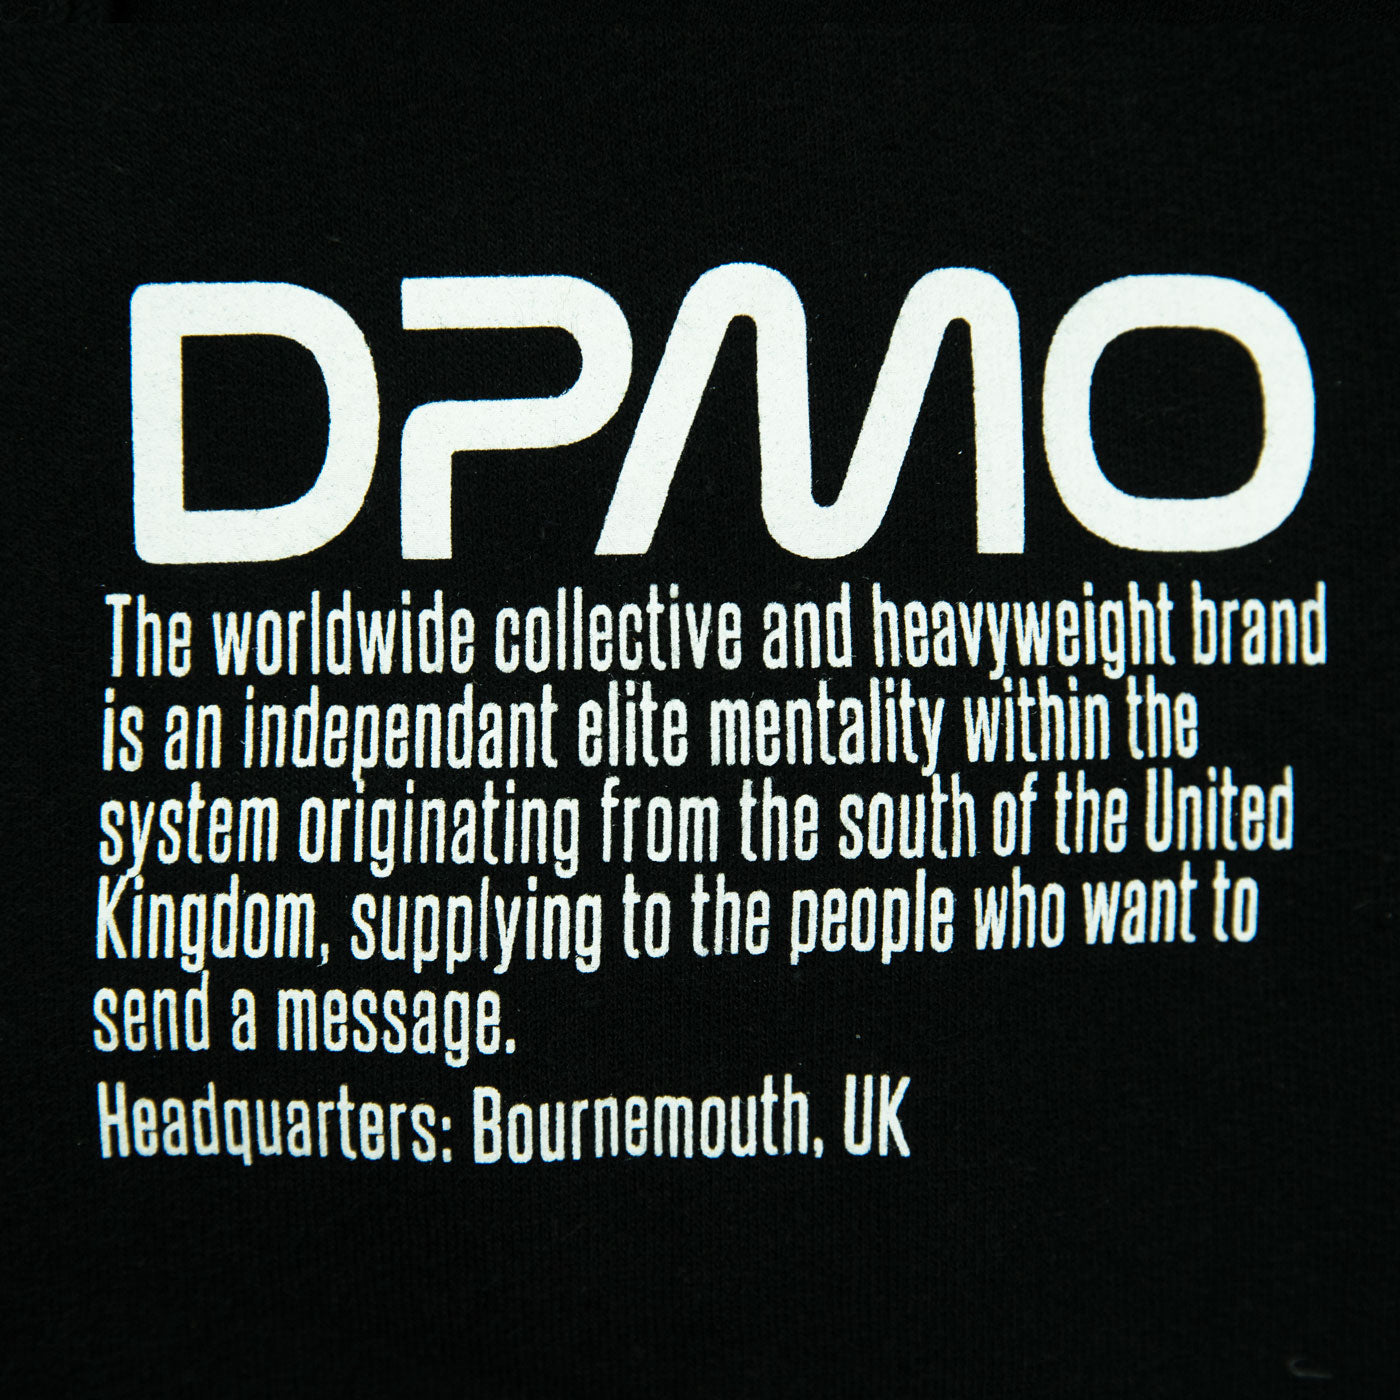 DPMO
The worldwide collective and heavyweight brand
is an independant elite mentality within the
system originating from the south of the United
Kingdom, supplying to the people who want to
send a message.
Headquarters: Bournemouth, UK